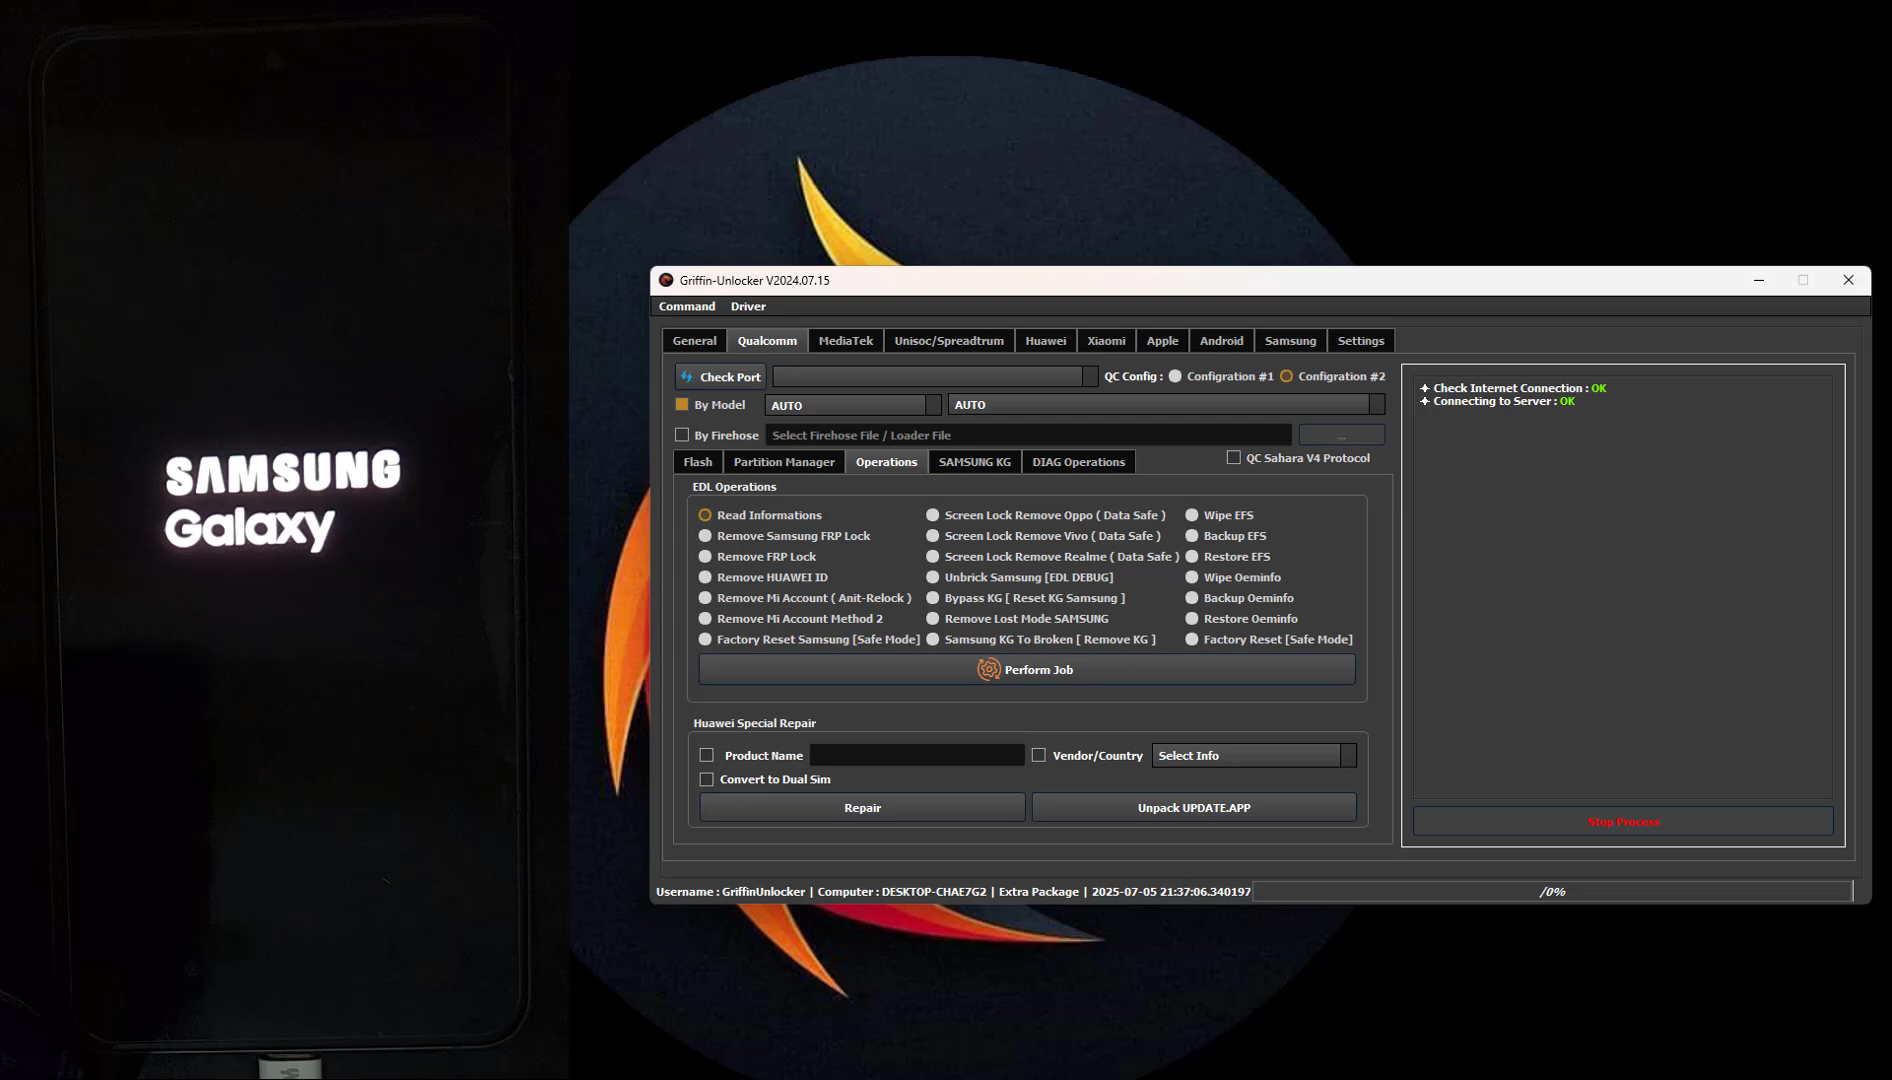 SAMSUNG
Galaxy
Griffin-Unlocker V2024.07.15
Command Driver
General Qualcomm MediaTek Unisoc/Spreadtrum Huawei Xiaomi Apple Android Samsung Settings
Check Port QC Config : Configration #1 Configration #2
By Model AUTO AUTO
By Firehose Select Firehose File / Loader File ...
Flash Partition Manager Operations SAMSUNG KG DIAG Operations QC Sahara V4 Protocol
EDL Operations
Read Informations Screen Lock Remove Oppo ( Data Safe ) Wipe EFS
Remove Samsung FRP Lock Screen Lock Remove Vivo ( Data Safe ) Backup EFS
Remove FRP Lock Screen Lock Remove Realme ( Data Safe ) Restore EFS
Remove HUAWEI ID Unbrick Samsung [EDL DEBUG] Wipe Oeminfo
Remove Mi Account ( Anit-Relock ) Bypass KG [ Reset KG Samsung ] Backup Oeminfo
Remove Mi Account Method 2 Remove Lost Mode SAMSUNG Restore Oeminfo
Factory Reset Samsung [Safe Mode] Samsung KG To Broken [ Remove KG ] Factory Reset [Safe Mode]
Perform Job
Huawei Special Repair
Product Name Vendor/Country Select Info
Convert to Dual Sim
Repair Unpack UPDATE.APP
Check Internet Connection : OK
Connecting to Server : OK
Stop Process
Username : GriffinUnlocker | Computer : DESKTOP-CHAE7G2 | Extra Package | 2025-07-05 21:37:06.340197 /0%